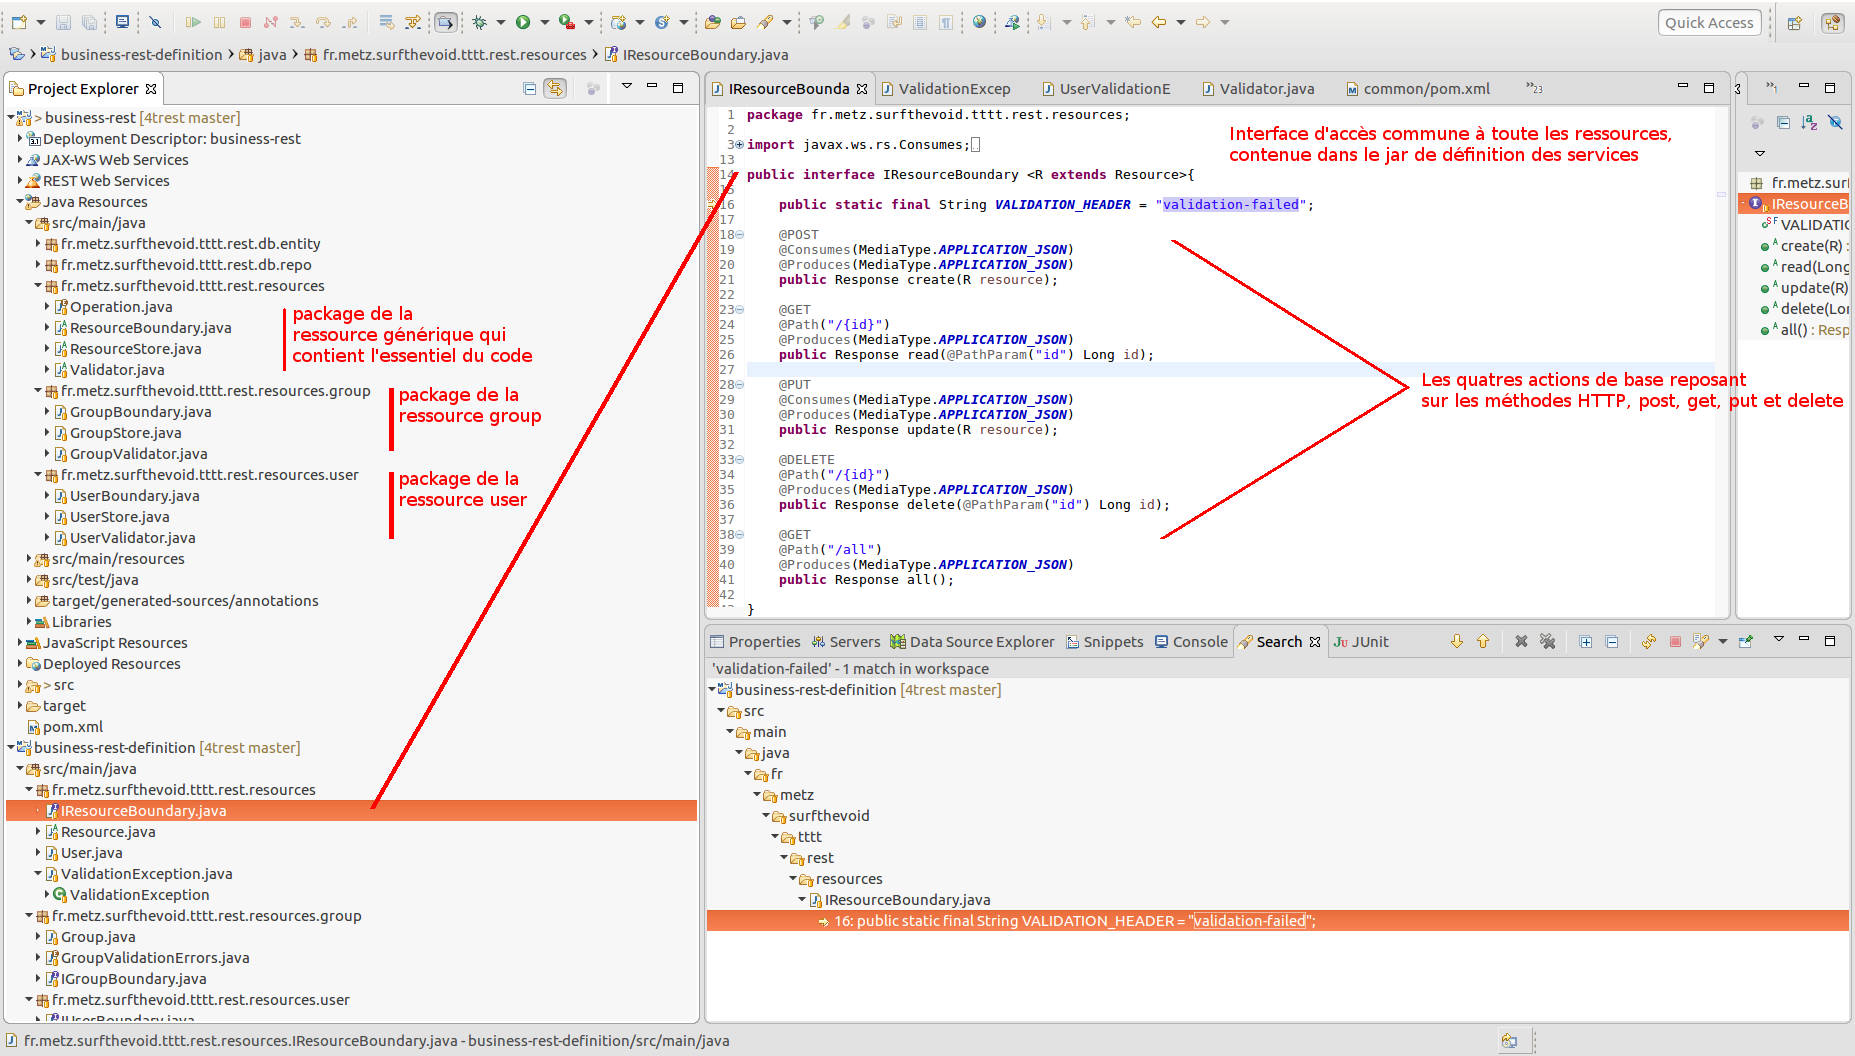 Quick Access
business-rest-definition > java > fr.metz.surfthevoid.tttt.rest.resources > IResourceBoundary.java
Project Explorer
> business-rest [4trest master]
Deployment Descriptor: business-rest
JAX-WS Web Services
REST Web Services
Java Resources
src/main/java
fr.metz.surfthevoid.tttt.rest.db.entity
fr.metz.surfthevoid.tttt.rest.db.repo
fr.metz.surfthevoid.tttt.rest.resources
Operation.java
ResourceBoundary.java
ResourceStore.java
Validator.java
package de la
ressource générique qui
contient l'essentiel du code
fr.metz.surfthevoid.tttt.rest.resources.group
GroupBoundary.java
GroupStore.java
GroupValidator.java
package de la
ressource group
fr.metz.surfthevoid.tttt.rest.resources.user
UserBoundary.java
UserStore.java
UserValidator.java
package de la
ressource user
src/main/resources
src/test/java
target/generated-sources/annotations
Libraries
JavaScript Resources
Deployed Resources
> src
target
pom.xml
business-rest-definition [4trest master]
src/main/java
fr.metz.surfthevoid.tttt.rest.resources
IResourceBoundary.java
Resource.java
User.java
ValidationException.java
ValidationException
fr.metz.surfthevoid.tttt.rest.resources.group
Group.java
GroupValidationErrors.java
IGroupBoundary.java
fr.metz.surfthevoid.tttt.rest.resources.user
IUserBoundary.java
IResourceBounda ValidationExcep UserValidationE Validator.java common/pom.xml »23
1 package fr.metz.surfthevoid.tttt.rest.resources;
2
3 import javax.ws.rs.Consumes;
13
14 public interface IResourceBoundary <R extends Resource>{
15
16 public static final String VALIDATION_HEADER = "validation-failed";
17
18 @POST
19 @Consumes(MediaType.APPLICATION_JSON)
20 @Produces(MediaType.APPLICATION_JSON)
21 public Response create(R resource);
22
23 @GET
24 @Path("/{id}")
25 @Produces(MediaType.APPLICATION_JSON)
26 public Response read(@PathParam("id") Long id);
27
28 @PUT
29 @Consumes(MediaType.APPLICATION_JSON)
30 @Produces(MediaType.APPLICATION_JSON)
31 public Response update(R resource);
32
33 @DELETE
34 @Path("/{id}")
35 @Produces(MediaType.APPLICATION_JSON)
36 public Response delete(@PathParam("id") Long id);
37
38 @GET
39 @Path("/all")
40 @Produces(MediaType.APPLICATION_JSON)
41 public Response all();
42
}
Interface d'accès commune à toute les ressources,
contenue dans le jar de définition des services
Les quatres actions de base reposant
sur les méthodes HTTP, post, get, put et delete
»1
fr.metz.surf
IResourceB
VALIDATIO
create(R) :
read(Long
update(R)
delete(Lo
all() : Resp
Properties Servers Data Source Explorer Snippets Console Search JUnit
'validation-failed' - 1 match in workspace
business-rest-definition [4trest master]
src
main
java
fr
metz
surfthevoid
tttt
rest
resources
IResourceBoundary.java
16: public static final String VALIDATION_HEADER = "validation-failed";
fr.metz.surfthevoid.tttt.rest.resources.IResourceBoundary.java - business-rest-definition/src/main/java